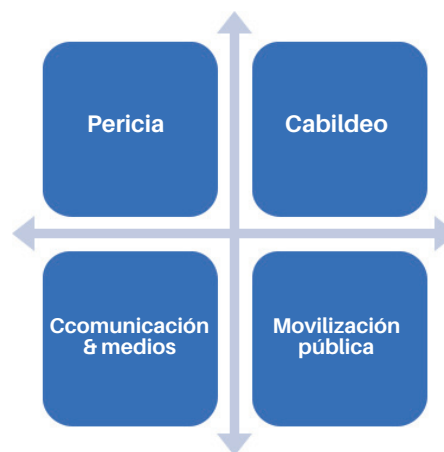 Pericia
Cabildeo
Ccomunicación
& medios
Movilización
pública